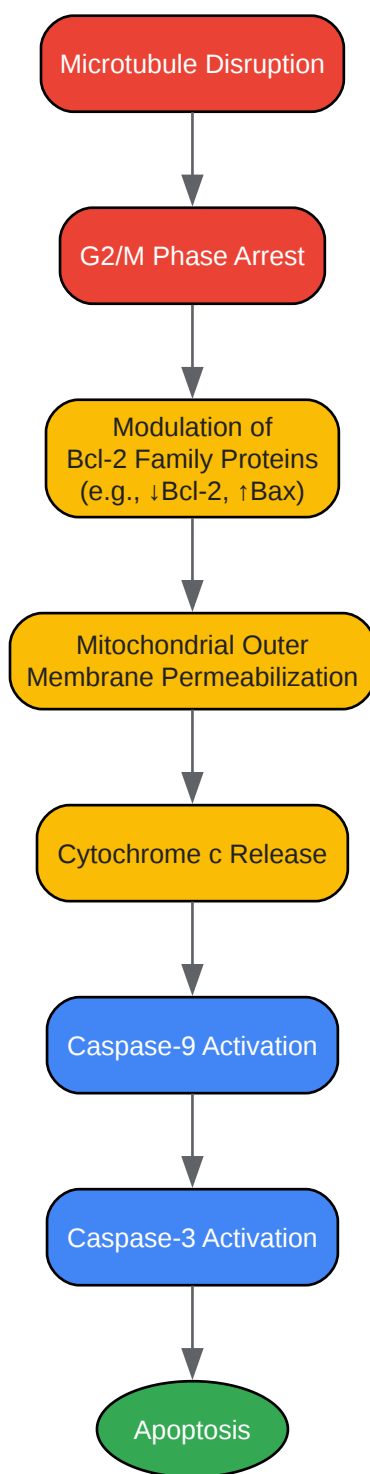 Microtubule Disruption
G2/M Phase Arrest
Modulation of
Bcl-2 Family Proteins
(e.g., ↓Bcl-2, ↑Bax)
Mitochondrial Outer
Membrane Permeabilization
Cytochrome c Release
Caspase-9 Activation
Caspase-3 Activation
Apoptosis